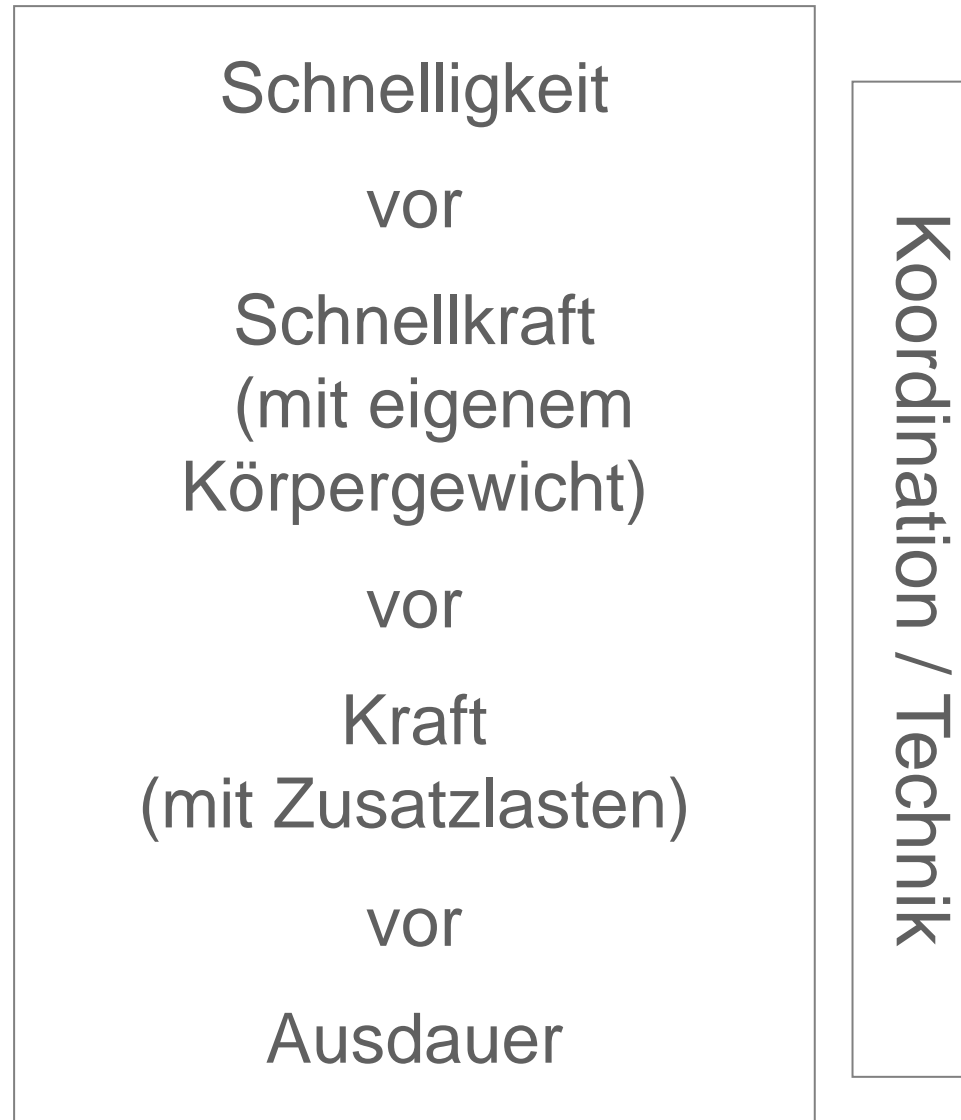 Schnelligkeit
vor
Schnellkraft
(mit eigenem
Körpergewicht)
vor
Kraft
(mit Zusatzlasten)
vor
Ausdauer
Koordination / Technik